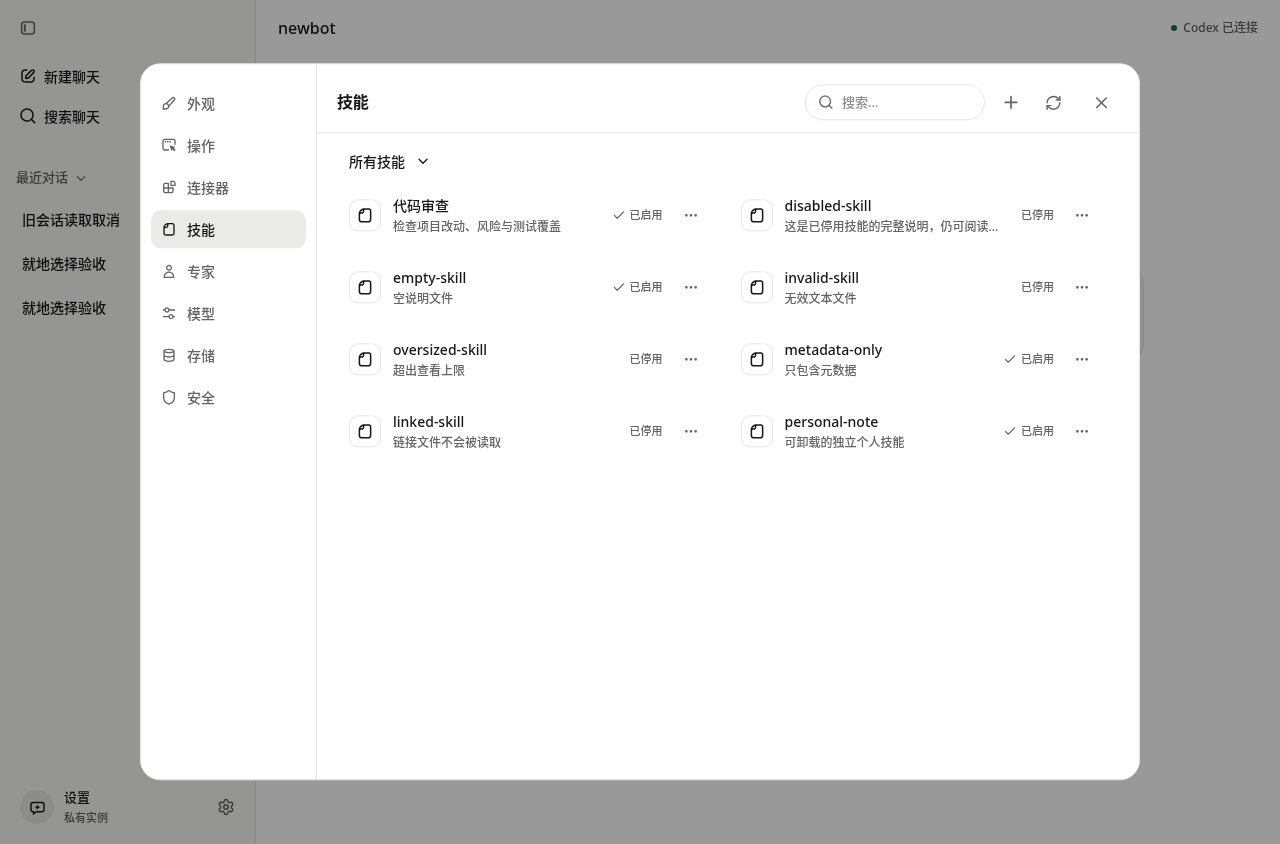 newbot
Codex 已连接
新建聊天
搜索聊天
最近对话
旧会话读取取消
就地选择验收
就地选择验收
设置
私有实例
外观
操作
连接器
技能
专家
模型
存储
安全
技能
搜索...
所有技能
代码审查
检查项目改动、风险与测试覆盖
已启用
disabled-skill
这是已停用技能的完整说明，仍可阅读...
已停用
empty-skill
空说明文件
已启用
invalid-skill
无效文本文件
已停用
oversized-skill
超出查看上限
已停用
metadata-only
只包含元数据
已启用
linked-skill
链接文件不会被读取
已停用
personal-note
可卸载的独立个人技能
已启用